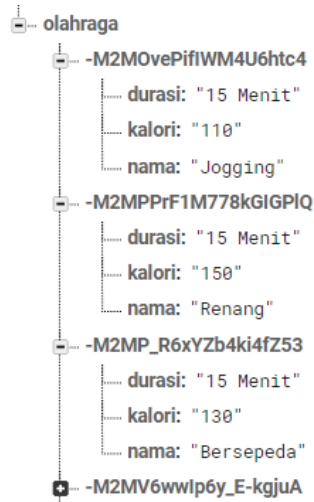 olahraga
-M2MOvePifIWM4U6htc4
durasi: "15 Menit"
kalori: "110"
nama: "Jogging"
-M2MPPrF1M778kGIGPlQ
durasi: "15 Menit"
kalori: "150"
nama: "Renang"
-M2MP_R6xYZb4ki4fZ53
durasi: "15 Menit"
kalori: "130"
nama: "Bersepeda"
-M2MV6wwIp6y_E-kgjuA